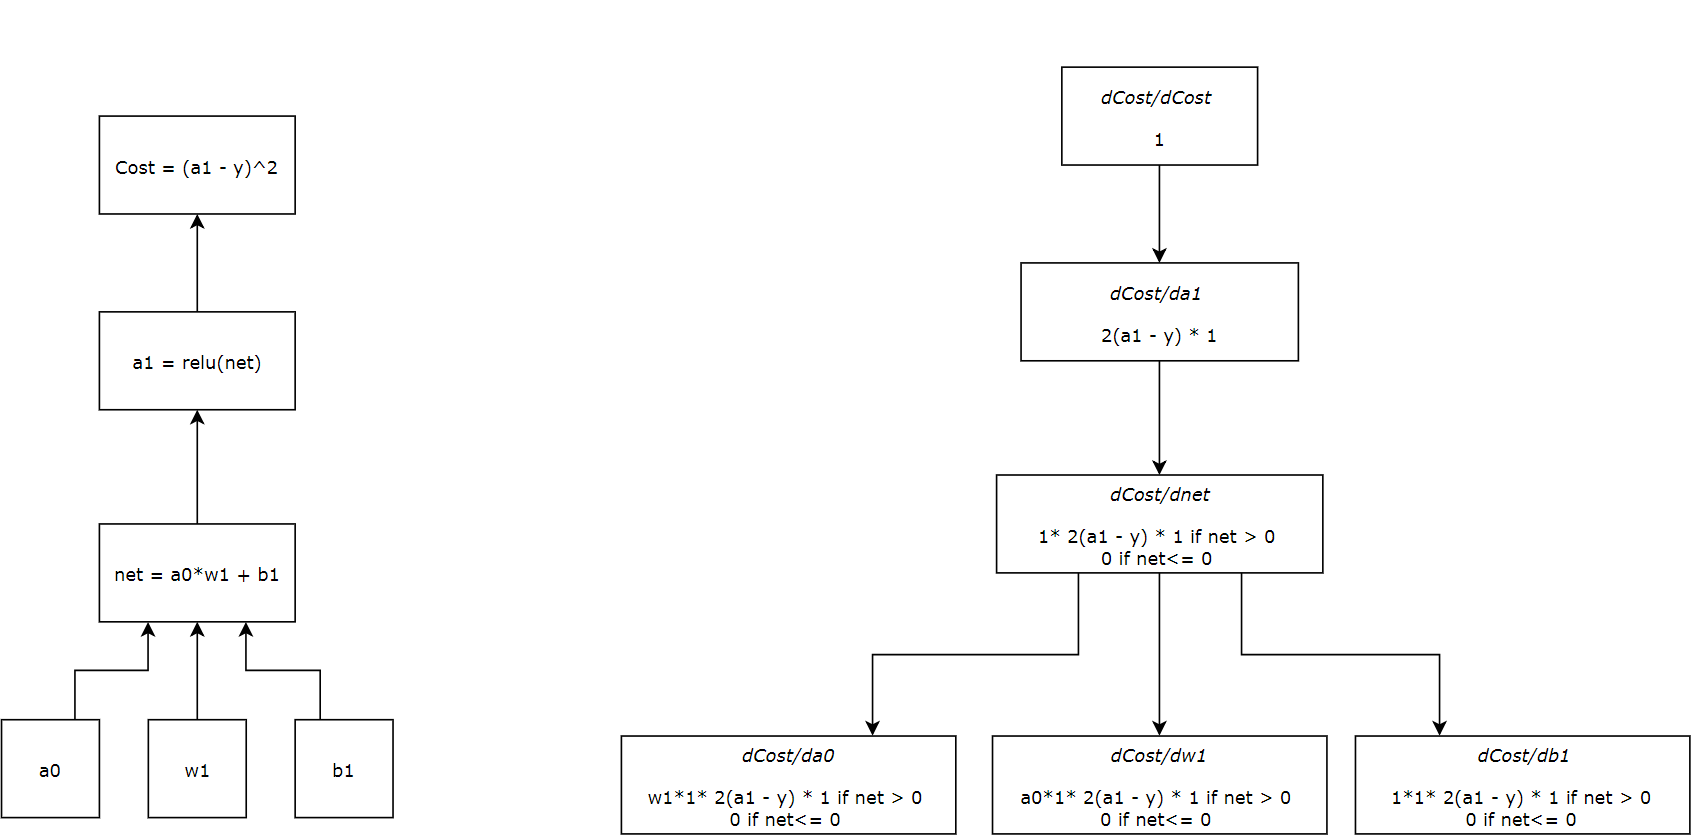 Cost = (a1 - y)^2
a1 = relu(net)
net = a0*w1 + b1
a0
w1
b1
dCost/dCost
1
dCost/da1
2(a1 - y) * 1
dCost/dnet
1* 2(a1 - y) * 1 if net > 0
0 if net<= 0
dCost/da0
w1*1* 2(a1 - y) * 1 if net > 0
0 if net<= 0
dCost/dw1
a0*1* 2(a1 - y) * 1 if net > 0
0 if net<= 0
dCost/db1
1*1* 2(a1 - y) * 1 if net > 0
0 if net<= 0